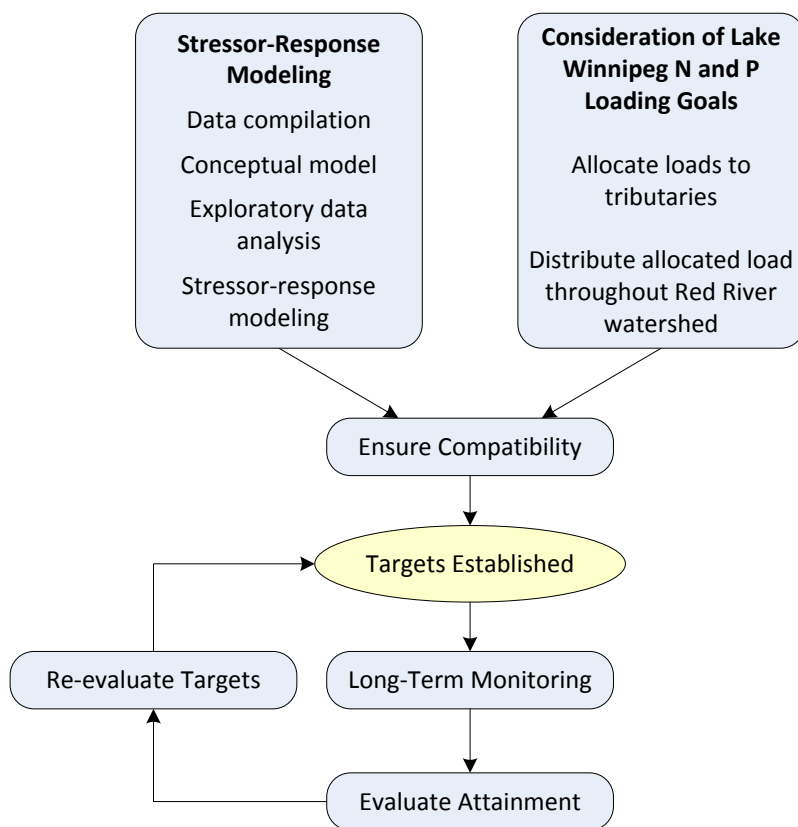 Stressor-Response
Modeling
Data compilation
Conceptual model
Exploratory data
analysis
Stressor-response
modeling
Consideration of Lake
Winnipeg N and P
Loading Goals
Allocate loads to
tributaries
Distribute allocated load
throughout Red River
watershed
Ensure Compatibility
Targets Established
Re-evaluate Targets
Long-Term Monitoring
Evaluate Attainment